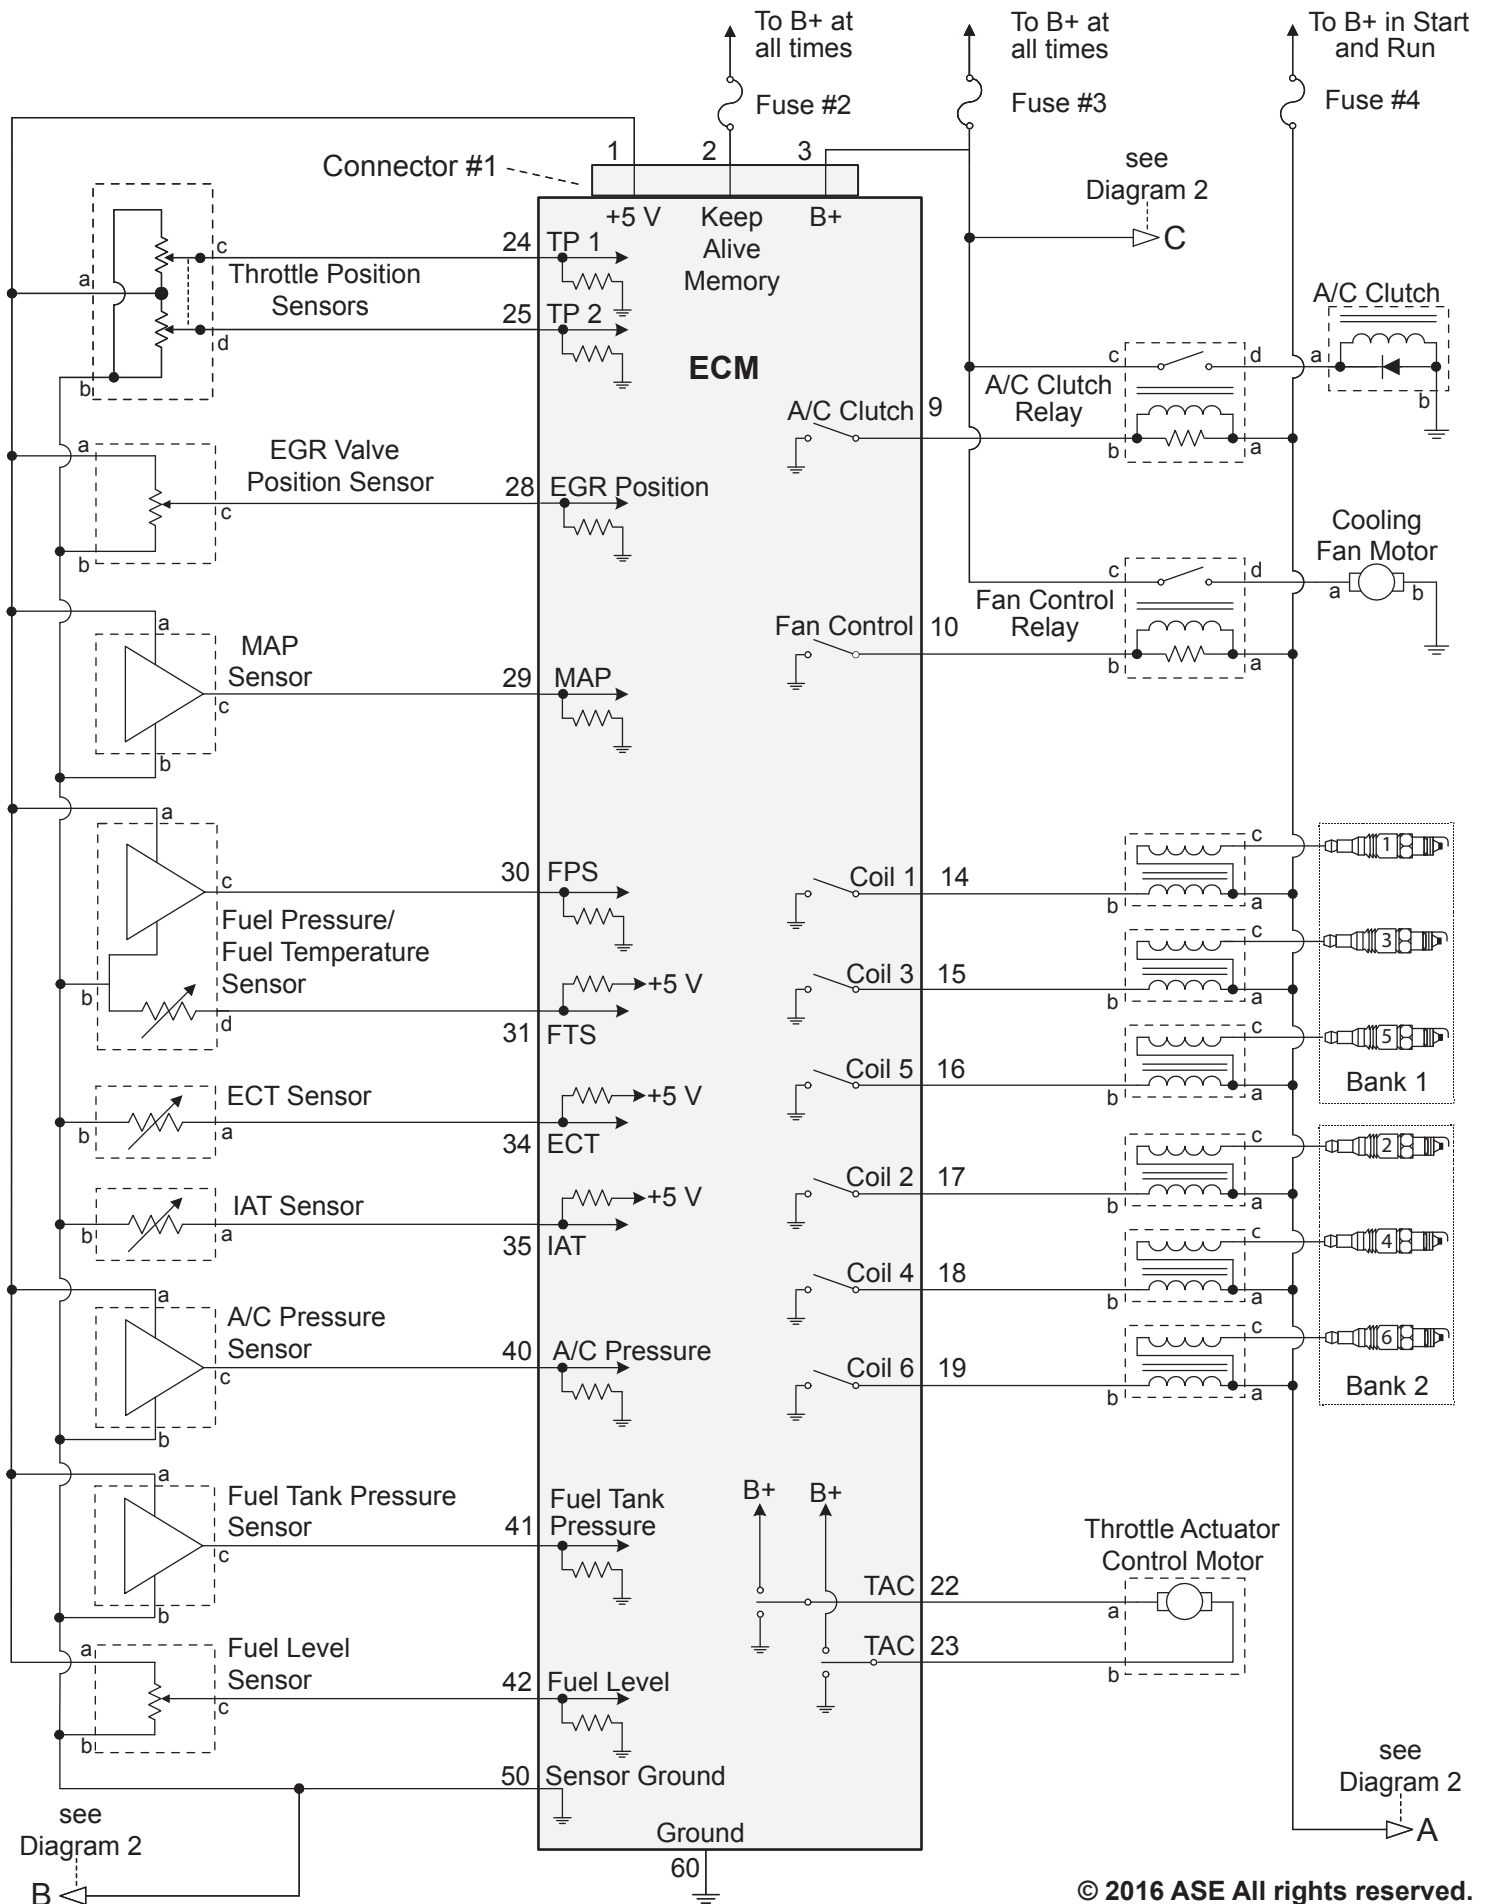 To B+ at
all times
Fuse #2
To B+ at
all times
Fuse #3
To B+ in Start
and Run
Fuse #4
Connector #1
1
2
3
+5 V
Keep
Alive
Memory
B+
ECM
see
Diagram 2
C
a
b
c
d
Throttle Position
Sensors
24
TP 1
25
TP 2
A/C Clutch
a
b
c
d
A/C Clutch
Relay
b
a
A/C Clutch
9
a
EGR Valve
Position Sensor
c
b
28
EGR Position
Cooling
Fan Motor
a
b
c
d
Fan Control
Relay
b
a
Fan Control
10
a
MAP
Sensor
c
b
29
MAP
a
c
Fuel Pressure/
Fuel Temperature
Sensor
b
d
30
FPS
+5 V
31
FTS
ECT Sensor
b
a
+5 V
34
ECT
IAT Sensor
b
a
+5 V
35
IAT
a
A/C Pressure
Sensor
c
b
40
A/C Pressure
a
Fuel Tank Pressure
Sensor
c
b
41
Fuel Tank
Pressure
a
Fuel Level
Sensor
c
b
42
Fuel Level
50
Sensor Ground
Coil 1
14
c
b
a
1
Coil 3
15
c
b
a
3
Coil 5
16
c
b
a
5
Bank 1
Coil 2
17
c
b
a
2
Coil 4
18
c
b
a
4
Coil 6
19
c
b
a
6
Bank 2
B+
B+
TAC
22
TAC
23
Throttle Actuator
Control Motor
a
b
see
Diagram 2
A
see
Diagram 2
B
Ground
60
© 2016 ASE All rights reserved.